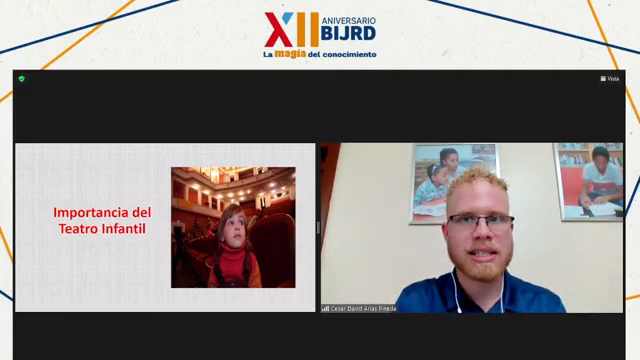 XII ANIVERSARIO
BIJRD
La magia del conocimiento
Vista
Importancia del
Teatro Infantil
Cesar David Arias Pineda